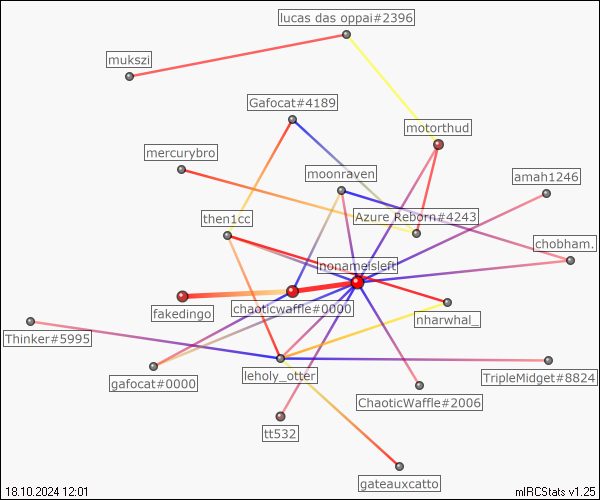 lucas das oppai#2396
mukszi
Gafocat#4189
motorthud
mercurybro
moonraven
amah1246
then1cc
Azure Reborn#4243
chobham.
nonameisleft
fakedingo
chaoticwaffle#0000
nharwhal_
Thinker#5995
gafocat#0000
leholy_otter
TripleMidget#8824
ChaoticWaffle#2006
tt532
gateauxcatto
18.10.2024 12:01
mIRCStats v1.25